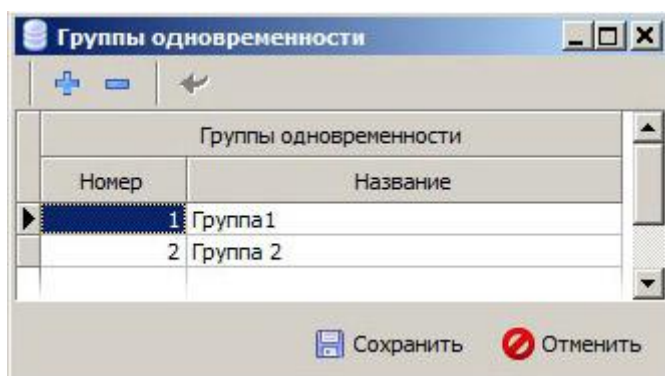 Группы одновременности
Группы одновременности
Номер Название
1 Группа1
2 Группа 2
Сохранить Отменить